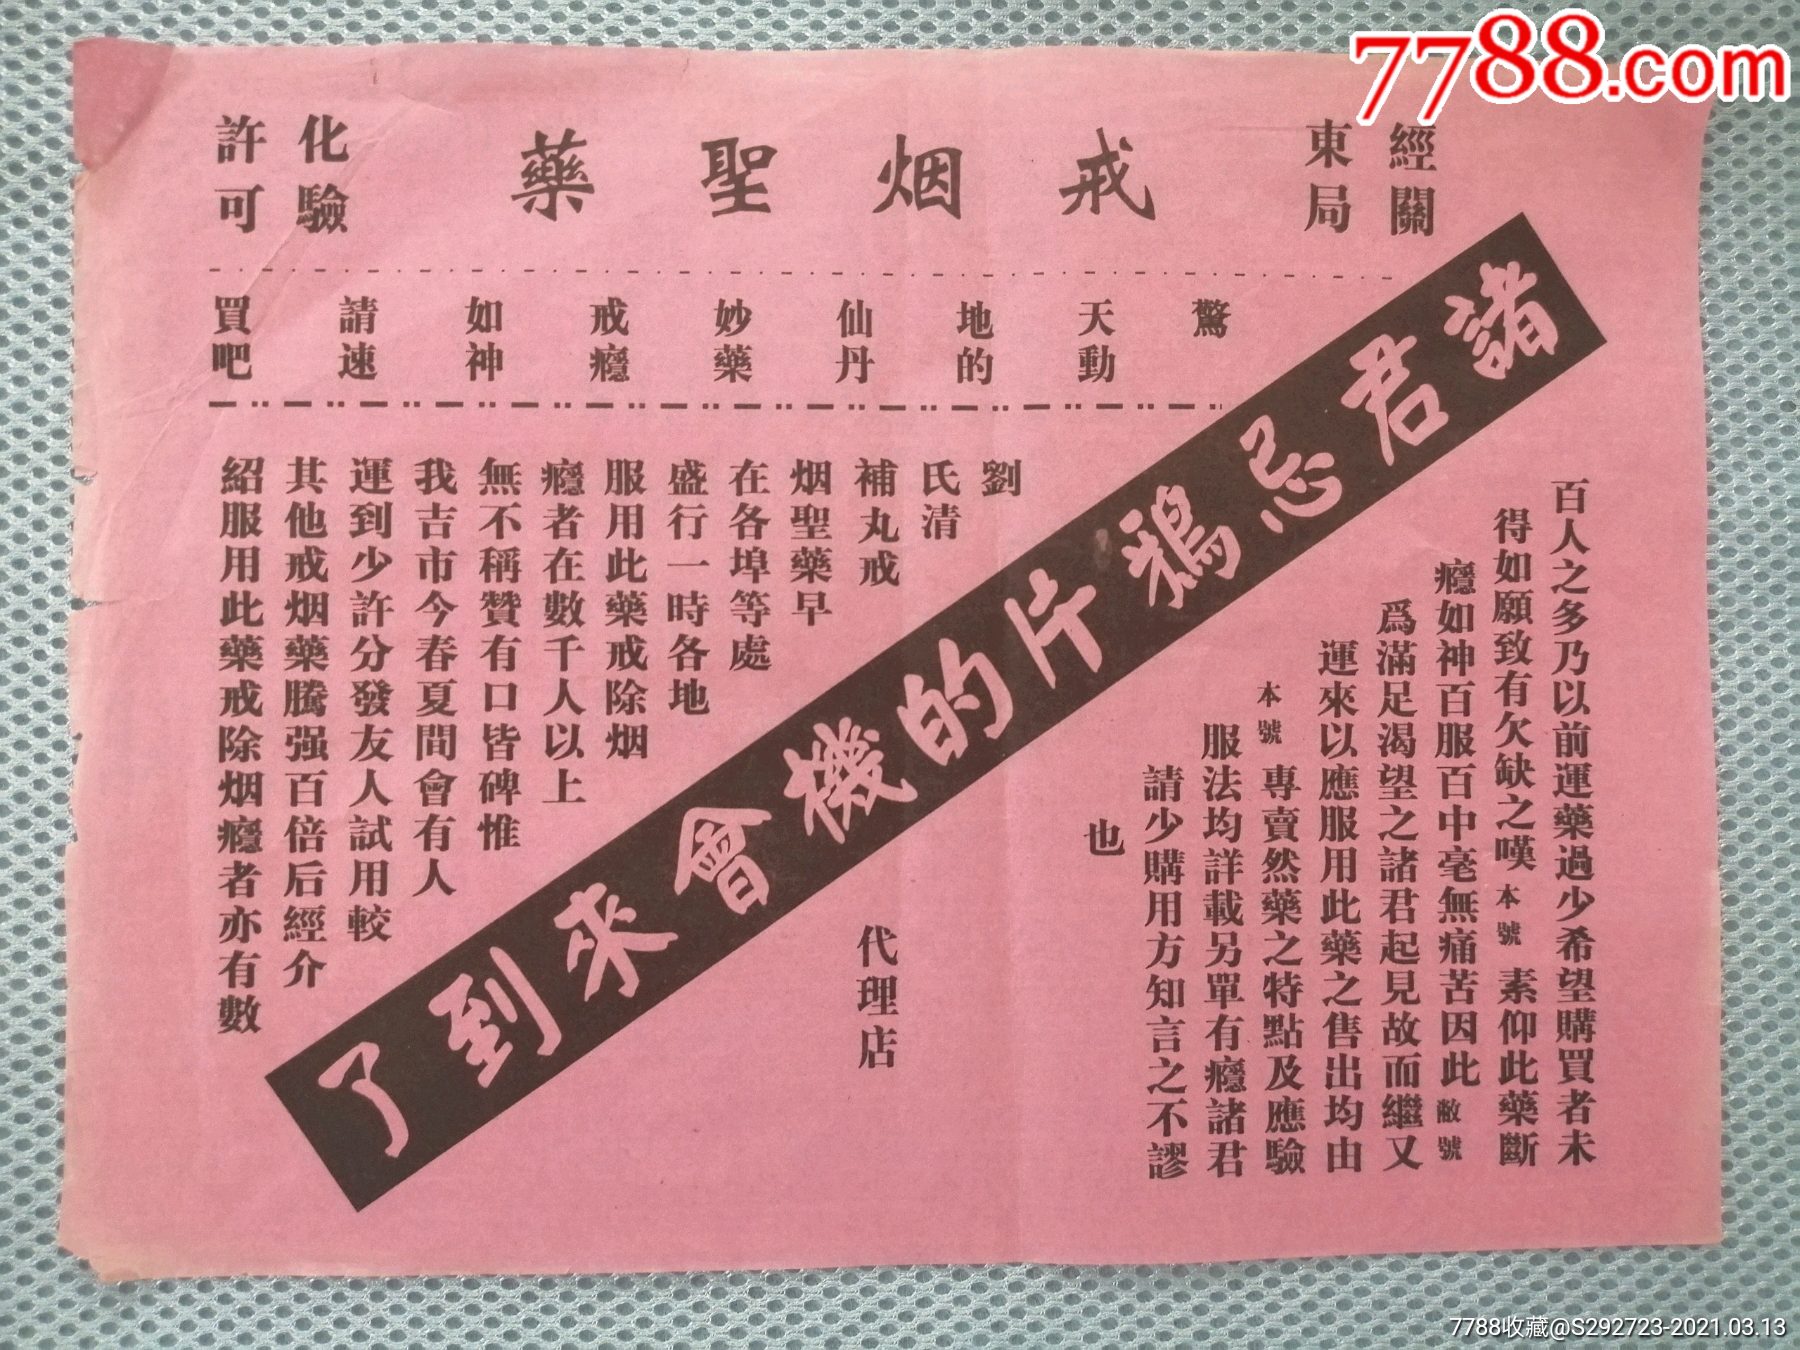 7788.com
經關
東局
戒烟聖藥
化驗
許可
驚
天動
地的
仙丹
妙藥
戒癮
如神
請速
買吧
諸君忌鴉片的機會來到了
劉
氏清
補丸戒
烟聖藥早
在各埠等處
盛行一時各地
服用此藥戒除烟
癮者在數千人以上
無不稱贊有口皆碑惟
我吉市今春夏間會有人
運到少許分發友人試用較
其他戒烟藥騰强百倍后經介
紹服用此藥戒除烟癮者亦有數
百人之多乃以前運藥過少希望購買者未
得如願致有欠缺之嘆本號素仰此藥斷
癮如神百服百中毫無痛苦因此敝號
爲滿足渴望之諸君起見故而繼又
運來以應服用此藥之售出均由
本號專賣然藥之特點及應驗
服法均詳載另單有癮諸君
請少購用方知言之不謬
也
代理店
7788收藏@S292723-2021.03.13